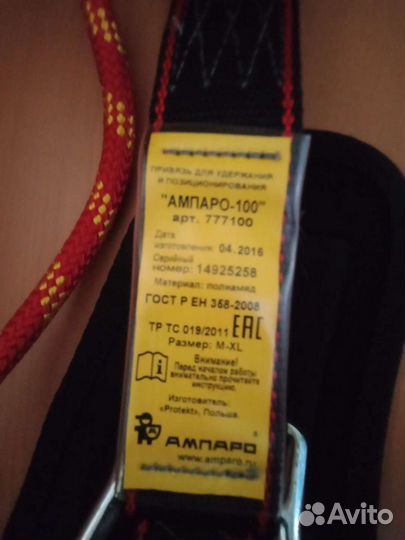 ПРИВЯЗЬ ДЛЯ УДЕРЖАНИЯ
И ПОЗИЦИОНИРОВАНИЯ
"АМПАРО-100"
арт. 777100
Дата
изготовления: 04.2016
Серийный
номер: 14925258
Материал: полиамид
ГОСТ Р ЕН 358-2008
ТР ТС 019/2011 ЕАС
Размер: M-XL
Внимание!
Перед началом работы
внимательно прочитайте
инструкцию.
Изготовитель:
«Protekt», Польша.
АМПАРО
www.amparo.ru
Avito